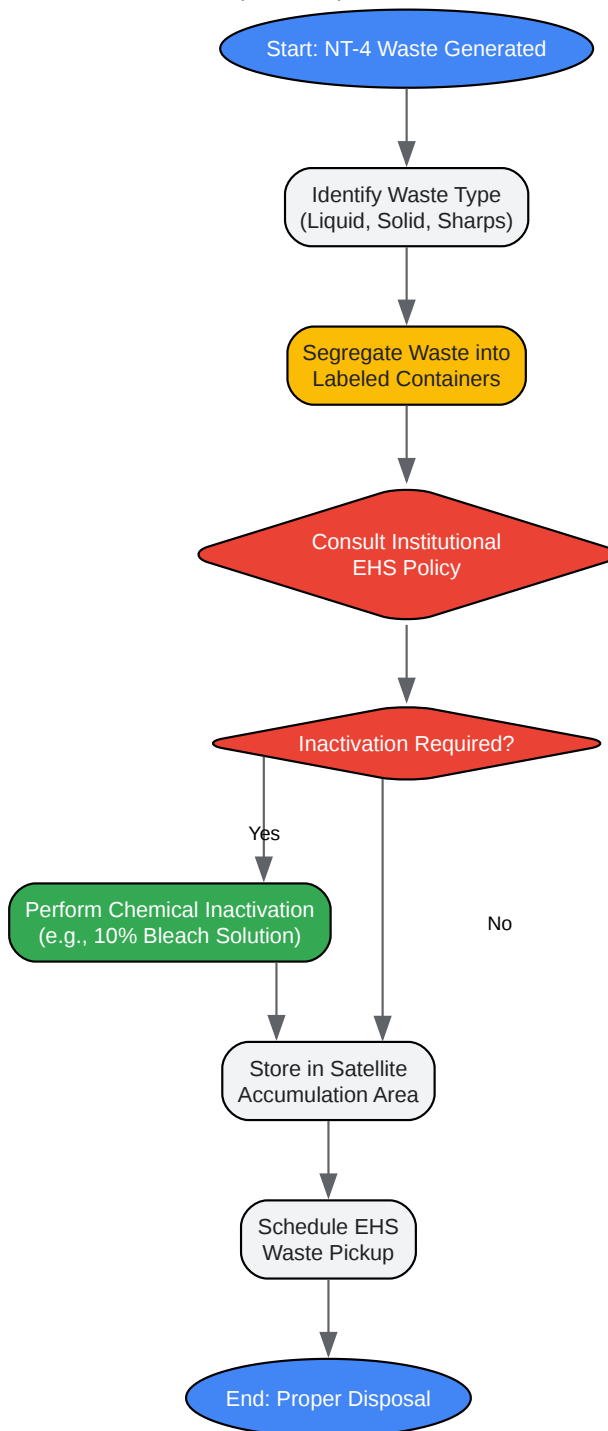 Start: NT-4 Waste Generated
Identify Waste Type
(Liquid, Solid, Sharps)
Segregate Waste into
Labeled Containers
Consult Institutional
EHS Policy
Inactivation Required?
Yes
Perform Chemical Inactivation
(e.g., 10% Bleach Solution)
No
Store in Satellite
Accumulation Area
Schedule EHS
Waste Pickup
End: Proper Disposal